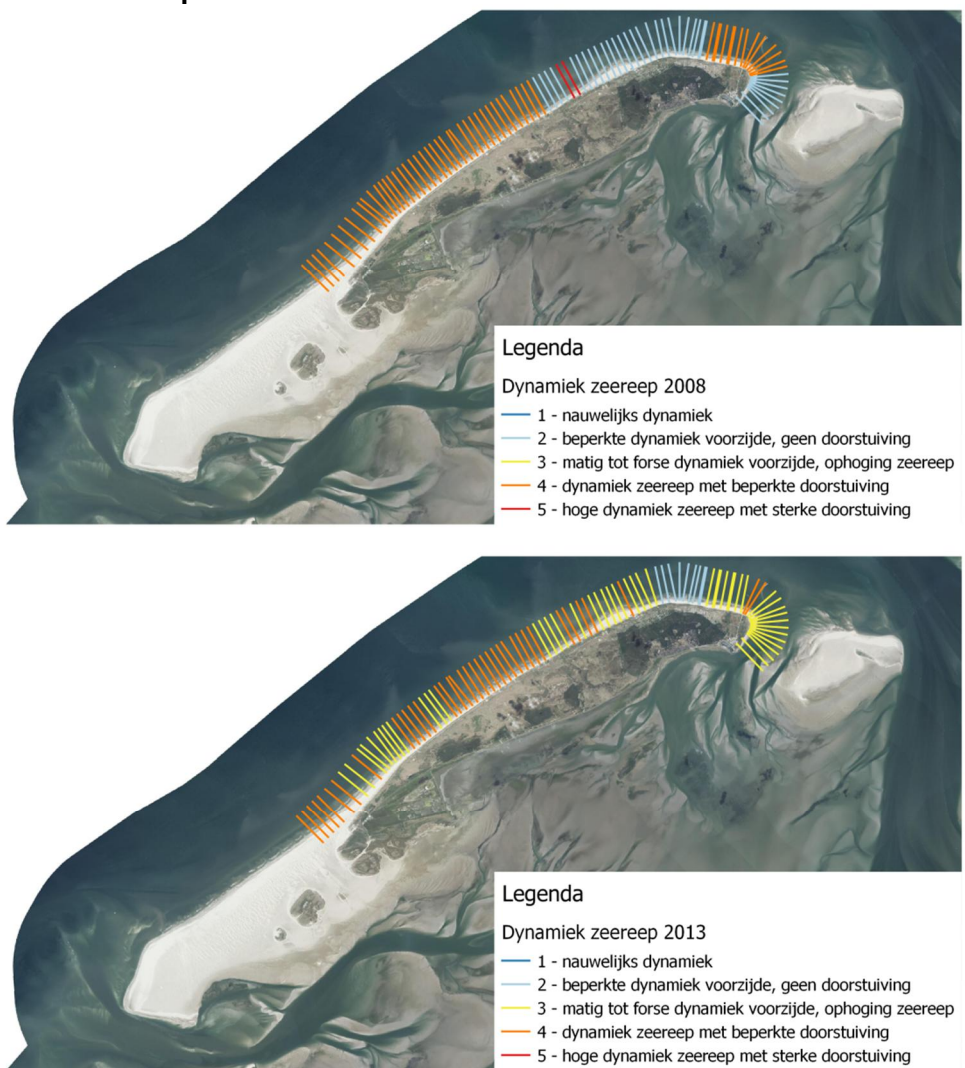 Legenda
Dynamiek zeereep 2008
1 - nauwelijks dynamiek
2 - beperkte dynamiek voorzijde, geen doorstuiving
3 - matig tot forse dynamiek voorzijde, ophoging zeereep
4 - dynamiek zeereep met beperkte doorstuiving
5 - hoge dynamiek zeereep met sterke doorstuiving
Legenda
Dynamiek zeereep 2013
1 - nauwelijks dynamiek
2 - beperkte dynamiek voorzijde, geen doorstuiving
3 - matig tot forse dynamiek voorzijde, ophoging zeereep
4 - dynamiek zeereep met beperkte doorstuiving
5 - hoge dynamiek zeereep met sterke doorstuiving